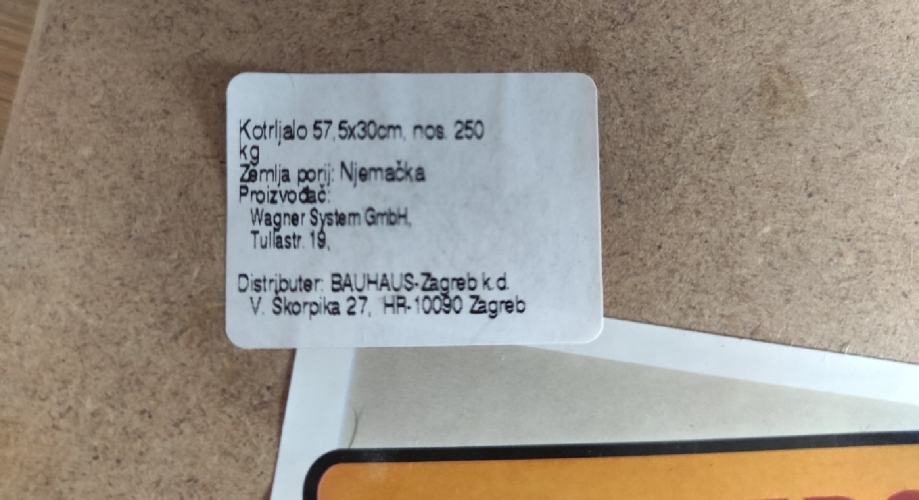 Kotrljalo 57,5x30cm, nos. 250
kg
Zemlja porij: Njemačka
Proizvođač:
Wagner System GmbH,
Tullastr. 19,
Distributer: BAUHAUS-Zagreb k.d.
V. Škorpika 27, HR-10090 Zagreb